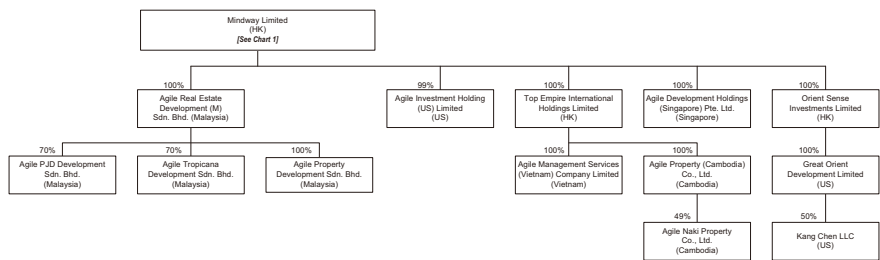 Mindway Limited
(HK)
[See Chart 1]
100%
99%
100%
100%
100%
Agile Real Estate
Development (M)
Sdn. Bhd. (Malaysia)
Agile Investment Holding
(US) Limited
(US)
Top Empire International
Holdings Limited
(HK)
Agile Development Holdings
(Singapore) Pte. Ltd.
(Singapore)
Orient Sense
Investments Limited
(HK)
70%
70%
100%
100%
100%
100%
Agile PJD Development
Sdn. Bhd.
(Malaysia)
Agile Tropicana
Development Sdn. Bhd.
(Malaysia)
Agile Property
Development Sdn. Bhd.
(Malaysia)
Agile Management Services
(Vietnam) Company Limited
(Vietnam)
Agile Property (Cambodia)
Co., Ltd.
(Cambodia)
Great Orient
Development Limited
(US)
49%
50%
Agile Naki Property
Co., Ltd.
(Cambodia)
Kang Chen LLC
(US)